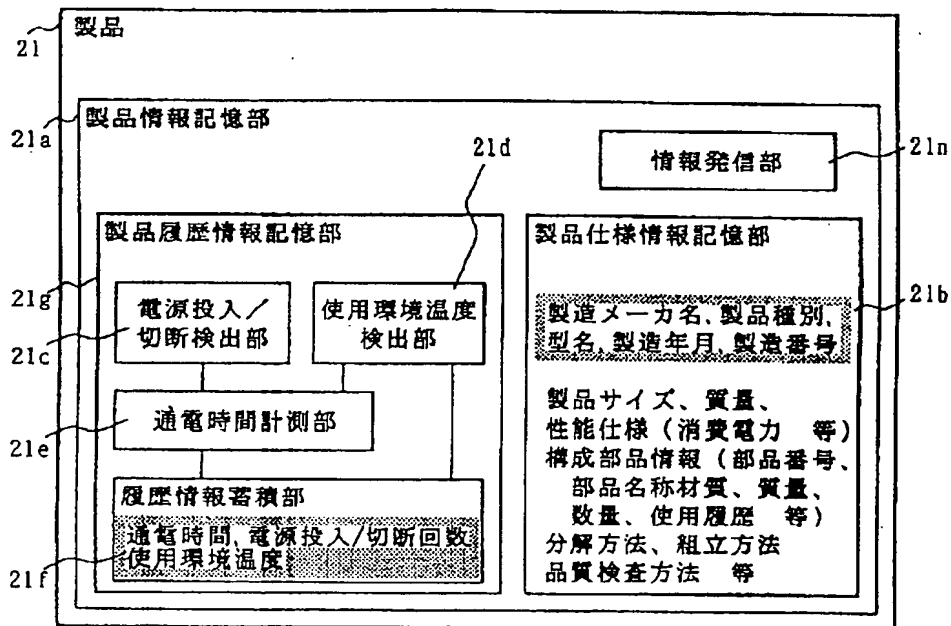 21
製品
21a
製品情報記憶部
21d
情報発信部
21n
製品履歴情報記憶部
製品仕様情報記憶部
21g
電源投入／
切断検出部
21c
使用環境温度
検出部
21b
製造メーカ名、製品種別、
型名、製造年月、製造番号
通電時間計測部
21e
製品サイズ、質量、
性能仕様（消費電力　等）
構成部品情報（部品番号、
部品名称材質、質量、
数量、使用履歴　等）
分解方法、組立方法
品質検査方法　等
履歴情報蓄積部
通電時間、電源投入/切断回数
使用環境温度
21f